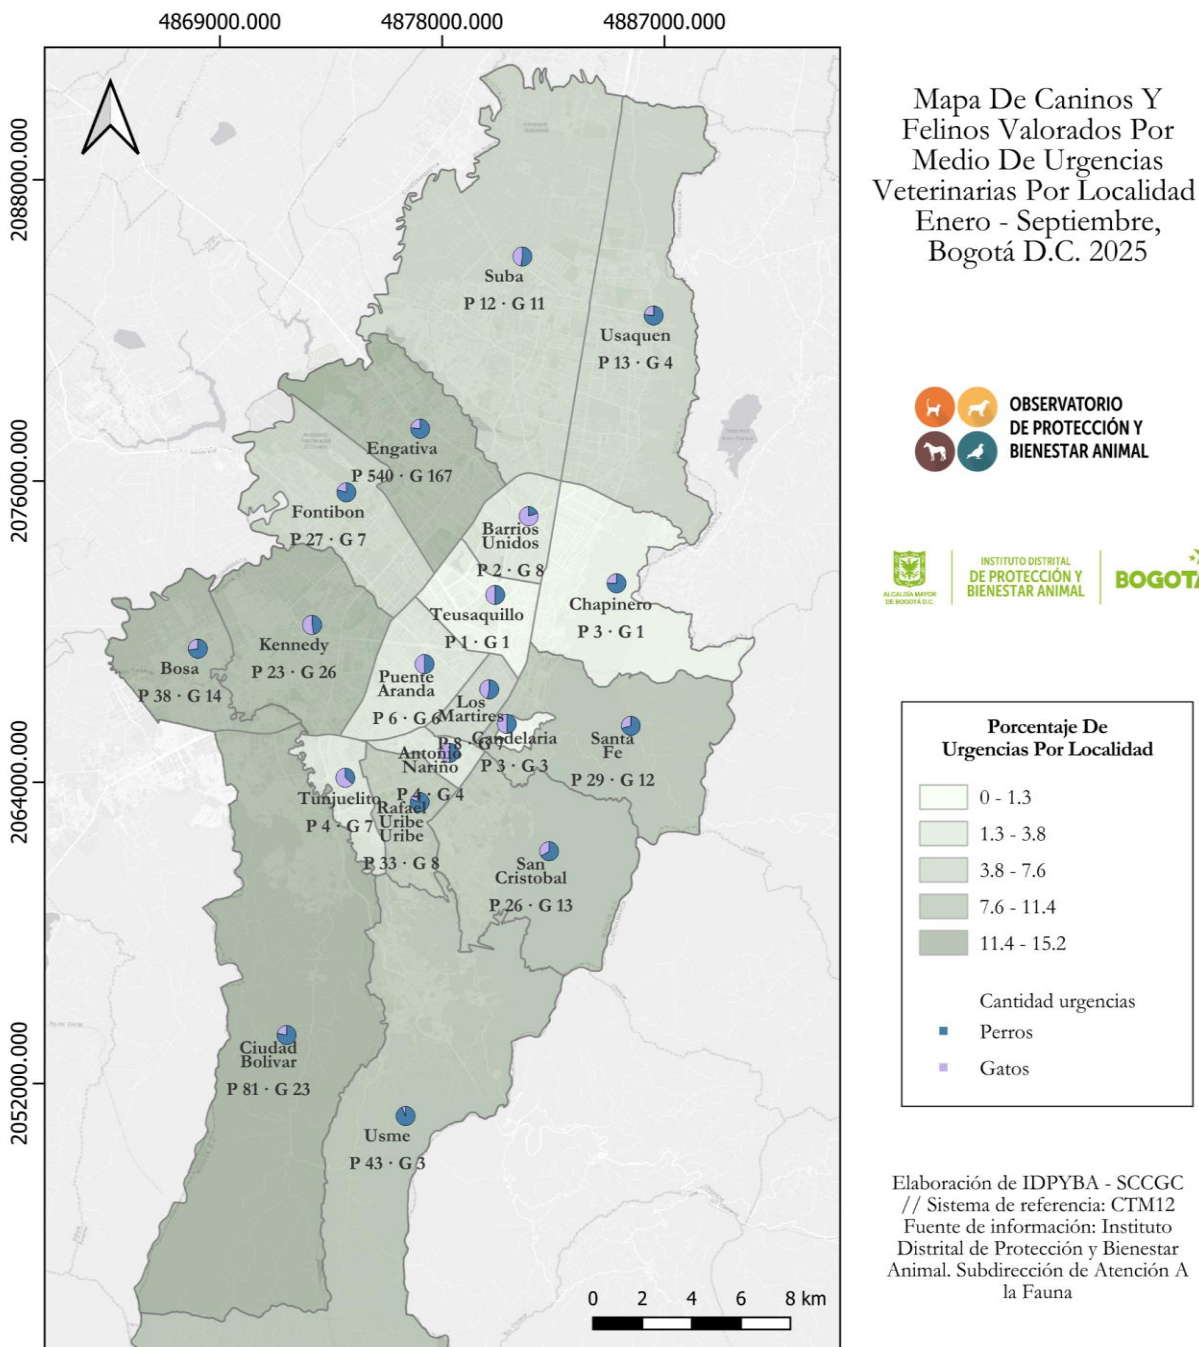 4869000.000
4878000.000
4887000.000
2088000.000
2076000.000
2064000.000
2052000.000
Suba
P 12 · G 11
Usaquen
P 13 · G 4
Engativa
P 540 · G 167
Fontibon
P 27 · G 7
Barrios
Unidos
P 2 · G 8
Teusaquillo
P 1 · G 1
Chapinero
P 3 · G 1
Kennedy
P 23 · G 26
Bosa
P 38 · G 14
Puente
Aranda
P 6 · G 6
Los
Martires
P 8 · G 7
Candelaria
P 3 · G 3
Santa
Fe
P 29 · G 12
Antonio
Nariño
P 4 · G 4
Tunjuelito
P 4 · G 7
Rafael
Uribe
Uribe
P 33 · G 8
San
Cristobal
P 26 · G 13
Ciudad
Bolivar
P 81 · G 23
Usme
P 43 · G 3
0 2 4 6 8 km
Mapa De Caninos Y
Felinos Valorados Por
Medio De Urgencias
Veterinarias Por Localidad
Enero - Septiembre,
Bogotá D.C. 2025
OBSERVATORIO
DE PROTECCIÓN Y
BIENESTAR ANIMAL
ALCALDÍA MAYOR
DE BOGOTÁ D.C.
INSTITUTO DISTRITAL
DE PROTECCIÓN Y
BIENESTAR ANIMAL
BOGOTÁ
Porcentaje De
Urgencias Por Localidad
0 - 1.3
1.3 - 3.8
3.8 - 7.6
7.6 - 11.4
11.4 - 15.2
Cantidad urgencias
Perros
Gatos
Elaboración de IDPYBA - SCCGC
// Sistema de referencia: CTM12
Fuente de información: Instituto
Distrital de Protección y Bienestar
Animal. Subdirección de Atención A
la Fauna